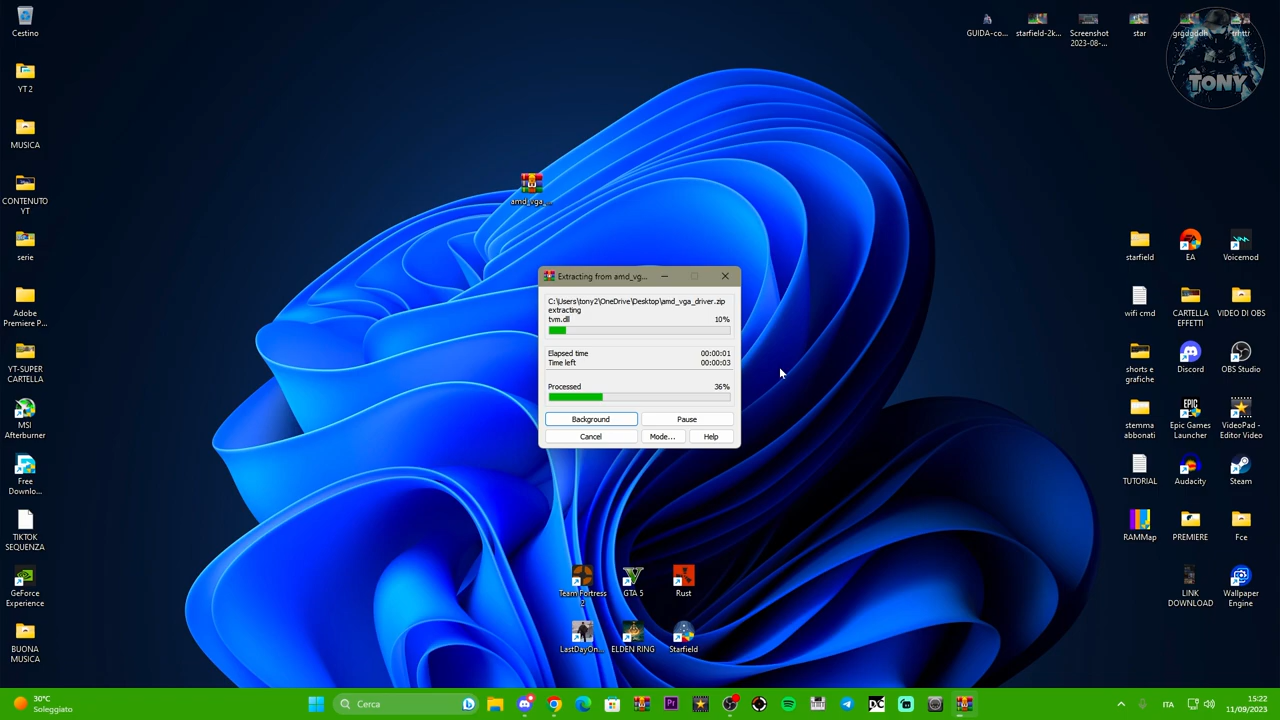 Cestino
YT 2
MUSICA
CONTENUTO
YT
serie
Adobe
Premiere P...
YT-SUPER
CARTELLA
MSI
Afterburner
Free
Downlo...
TIKTOK
SEQUENZA
GeForce
Experience
BUONA
MUSICA
amd_vga_...
GUIDA-co...
starfield-2k...
Screenshot
2023-08-...
star
TONY
Extracting from amd_vg...
C:\Users\tony2\OneDrive\Desktop\amd_vga_driver.zip
extracting
tvm.dll 10%
Elapsed time 00:00:01
Time left 00:00:03
Processed 36%
Background Pause
Cancel Mode... Help
starfield EA Voicemod
wifi cmd
CARTELLA
EFFETTI
VIDEO DI OBS
shorts e
grafiche
Discord
OBS Studio
stemma
abbonati
Epic Games
Launcher
VideoPad -
Editor Video
TUTORIAL Audacity Steam
RAMMap PREMIERE Fce
LINK
DOWNLOAD
Wallpaper
Engine
Team Fortress
2
GTA 5
Rust
LastDayOn...
ELDEN RING
Starfield
30°C
Soleggiato
Cerca
Pr
ITA
15:22
11/09/2023